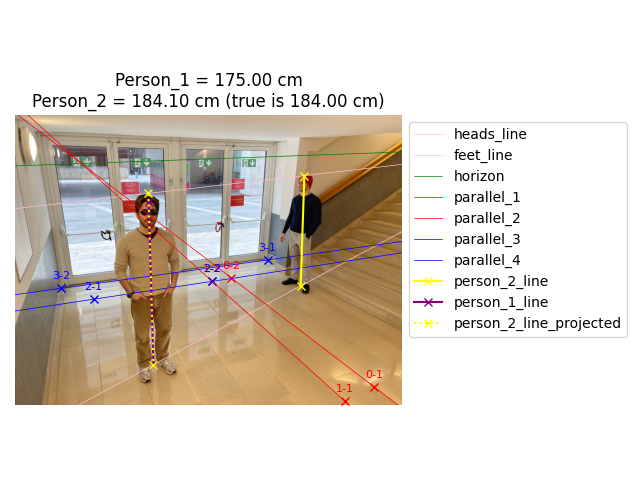 Person_1 = 175.00 cm
Person_2 = 184.10 cm (true is 184.00 cm)
heads_line
feet_line
horizon
parallel_1
parallel_2
parallel_3
parallel_4
person_2_line
person_1_line
person_2_line_projected
3-1
0-2
2-2
3-2
2-1
0-1
1-1